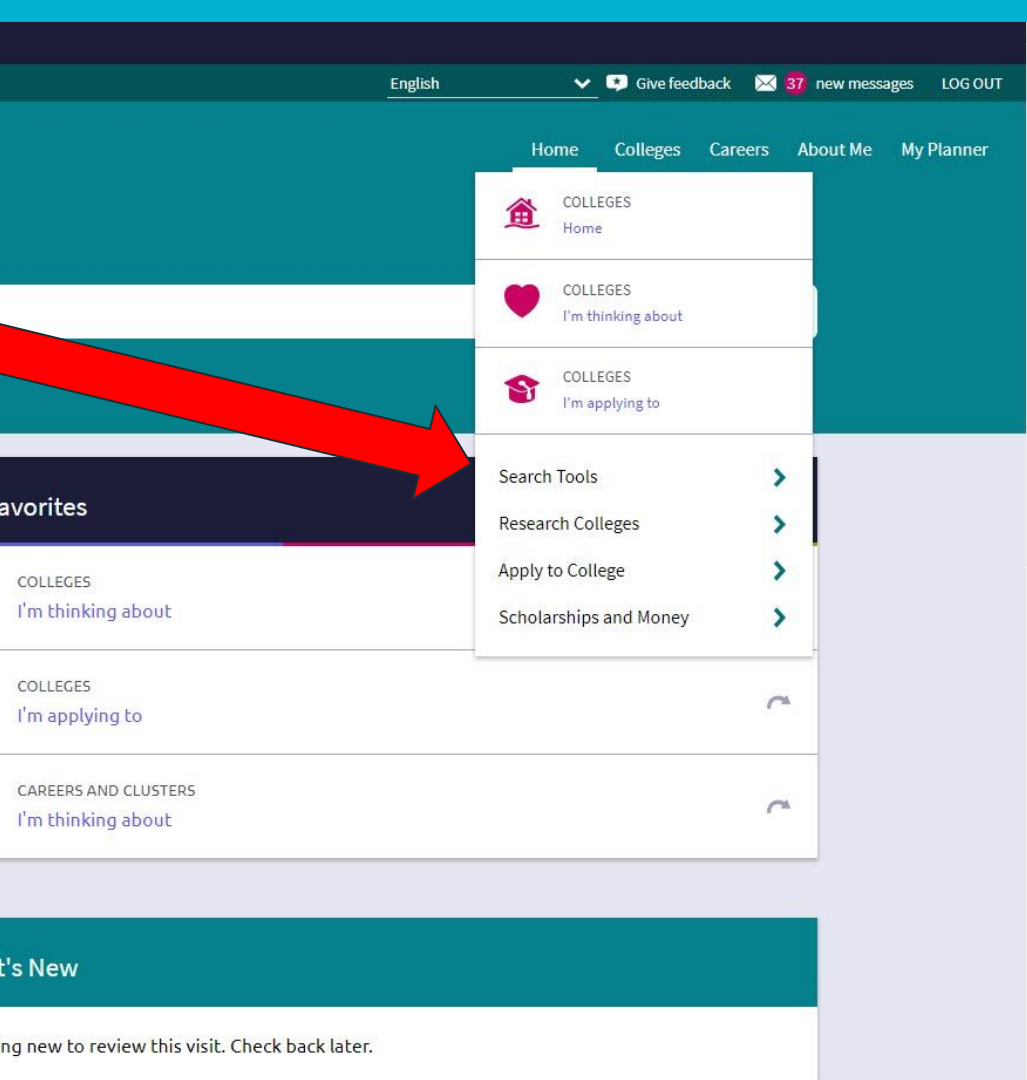 English Give feedback 37 new messages LOG OUT
Home Colleges Careers About Me My Planner
COLLEGES
Home
COLLEGES
I'm thinking about
COLLEGES
I'm applying to
Search Tools
Research Colleges
Apply to College
Scholarships and Money
avorites
COLLEGES
I'm thinking about
COLLEGES
I'm applying to
CAREERS AND CLUSTERS
I'm thinking about
t's New
ng new to review this visit. Check back later.